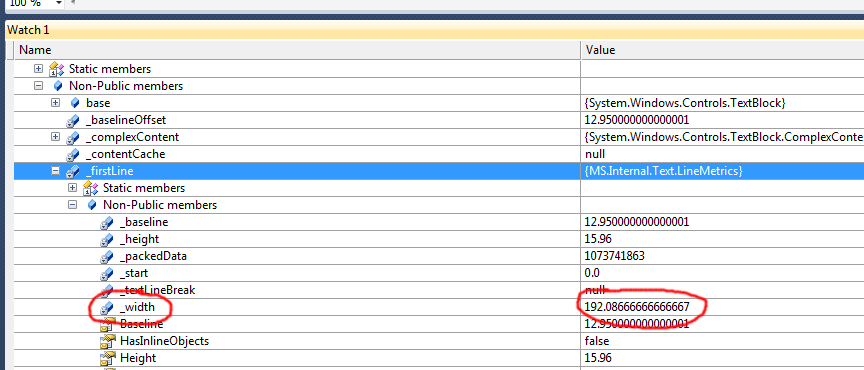 100 %
Watch 1
Name Value
Static members
Non-Public members
base {System.Windows.Controls.TextBlock}
_baselineOffset 12.950000000000001
_complexContent {System.Windows.Controls.TextBlock.ComplexConte
_contentCache null
_firstLine {MS.Internal.Text.LineMetrics}
Static members
Non-Public members
_baseline 12.950000000000001
_height 15.96
_packedData 1073741863
_start 0.0
_textLineBreak null
_width 192.08666666666667
Baseline 12.950000000000001
HasInlineObjects false
Height 15.96